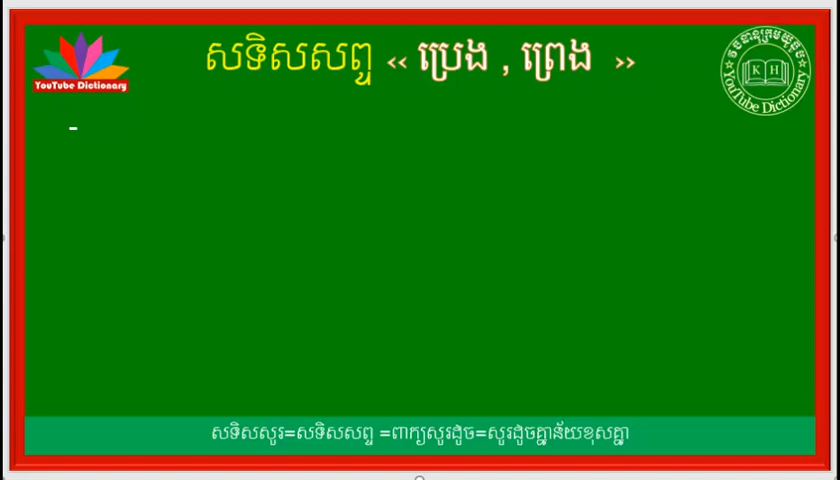 សទិសសព្ទ << ប្រេង , ព្រេង >>
YouTube Dictionary
K H
YouTube Dictionary
-
សទិសសូរ=សទិសសព្ទ =ពាក្យសូរដូច=សូរដូចគ្នាន័យខុសគ្នា